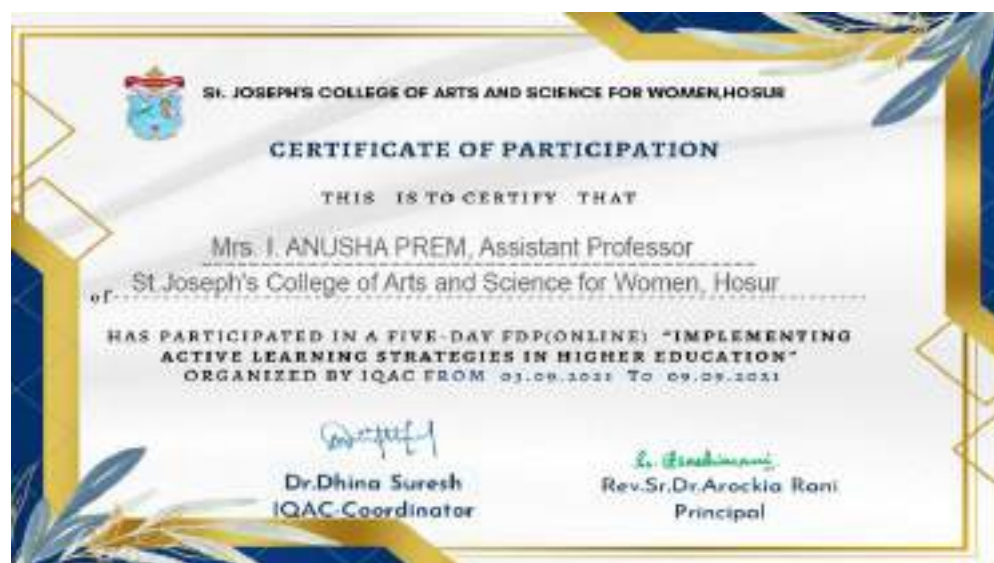 St. JOSEPH'S COLLEGE OF ARTS AND SCIENCE FOR WOMEN,HOSUR
CERTIFICATE OF PARTICIPATION
THIS IS TO CERTIFY THAT
Mrs. I. ANUSHA PREM, Assistant Professor
of St Joseph's College of Arts and Science for Women, Hosur
HAS PARTICIPATED IN A FIVE-DAY FDP(ONLINE) "IMPLEMENTING
ACTIVE LEARNING STRATEGIES IN HIGHER EDUCATION"
ORGANIZED BY IQAC FROM 03.09.2021 To 09.09.2021
Dr.Dhina Suresh
IQAC-Coordinator
Rev.Sr.Dr.Arockia Rani
Principal